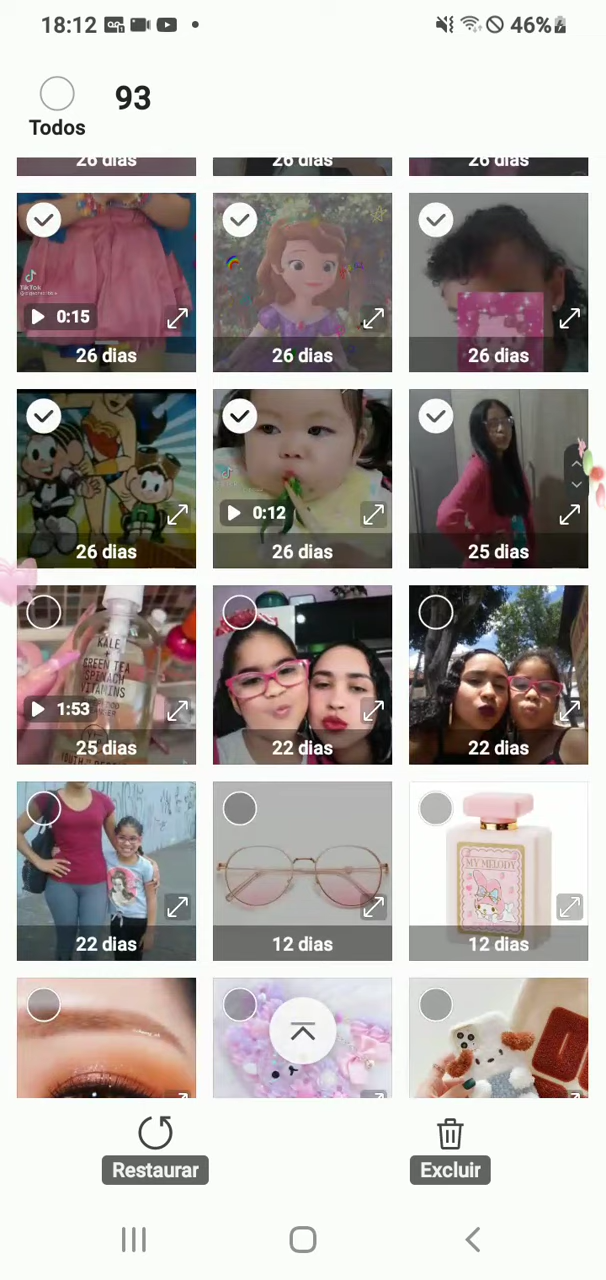 18:12
46%
93
Todos
26 dias
26 dias
26 dias
TikTok
0:15
26 dias
26 dias
26 dias
0:12
26 dias
26 dias
25 dias
KALE
+
GREEN TEA
SPINACH
VITAMINS
1:53
25 dias
22 dias
22 dias
MY MELODY
22 dias
12 dias
12 dias
Restaurar
Excluir